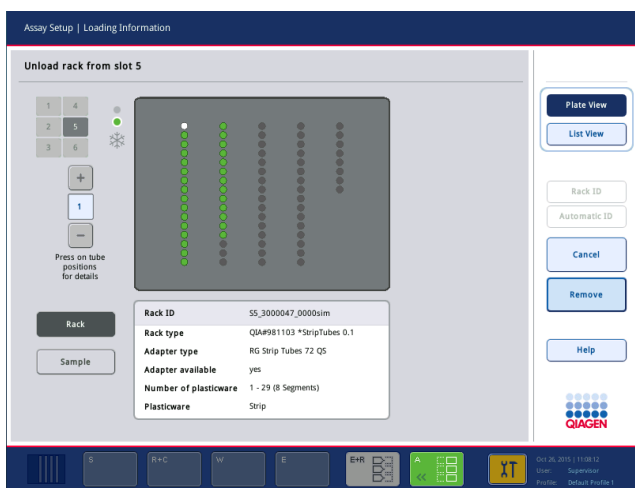 Assay Setup | Loading Information
Unload rack from slot 5
1 4
2 5
3 6
+
1
−
Press on tube
positions
for details
Rack
Sample
Rack ID S5_3000047_0000sim
Rack type QIA#981103 *StripTubes 0.1
Adapter type RG Strip Tubes 72 QS
Adapter available yes
Number of plasticware 1 - 29 (8 Segments)
Plasticware Strip
Plate View
List View
Rack ID
Automatic ID
Cancel
Remove
Help
QIAGEN
S
R+C
W
E
E+R
A
Oct 26, 2015 | 11:08:12
User: Supervisor
Profile: Default Profile 1